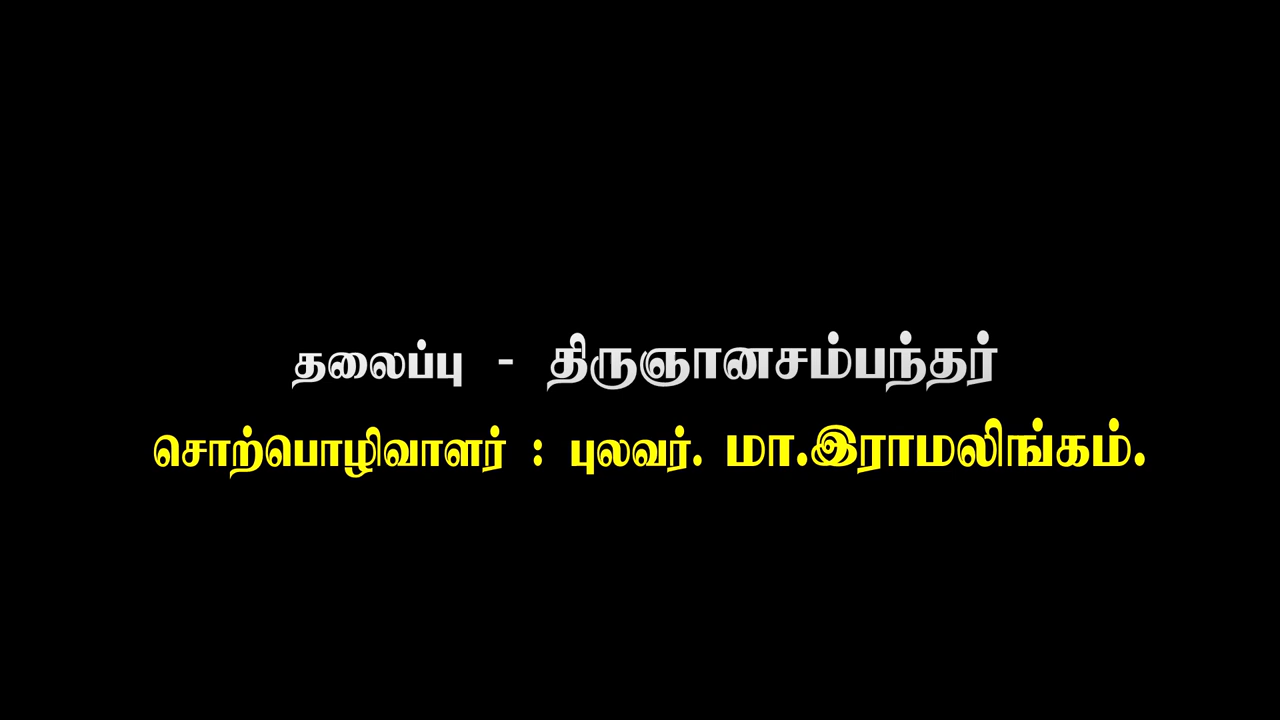 தலைப்பு - திருஞானசம்பந்தர்
சொற்பொழிவாளர் : புலவர். மா.இராமலிங்கம்.